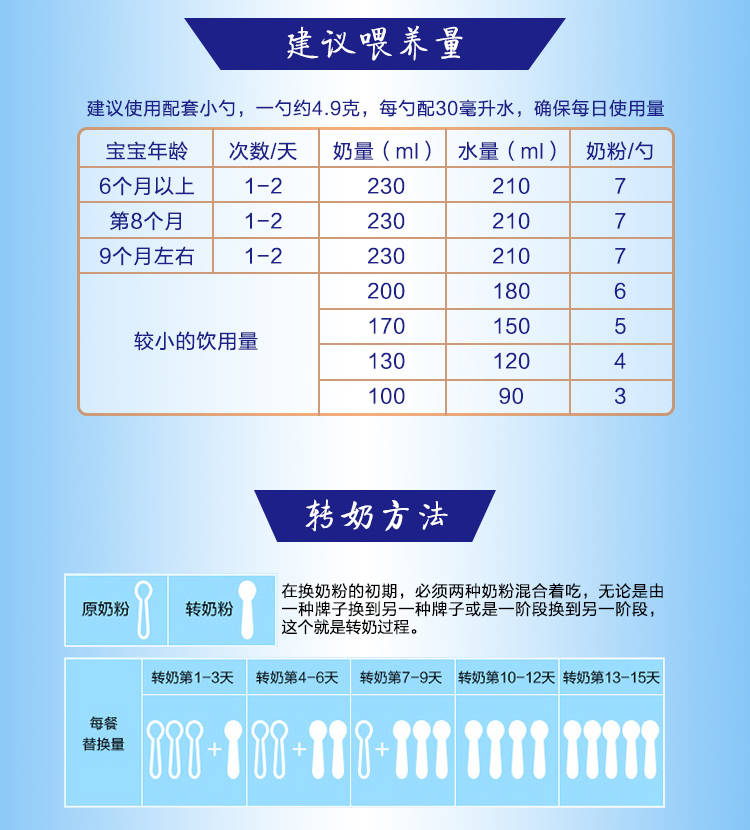 建议喂养量
建议使用配套小勺，一勺约4.9克，每勺配30毫升水，确保每日使用量
宝宝年龄 次数/天 奶量（ml） 水量（ml） 奶粉/勺
6个月以上 1-2 230 210 7
第8个月 1-2 230 210 7
9个月左右 1-2 230 210 7
较小的饮用量
200 180 6
170 150 5
130 120 4
100 90 3
转奶方法
原奶粉 转奶粉
在换奶粉的初期，必须两种奶粉混合着吃，无论是由
一种牌子换到另一种牌子或是一阶段换到另一阶段，
这个就是转奶过程。
转奶第1-3天 转奶第4-6天 转奶第7-9天 转奶第10-12天 转奶第13-15天
每餐
替换量
+ + +